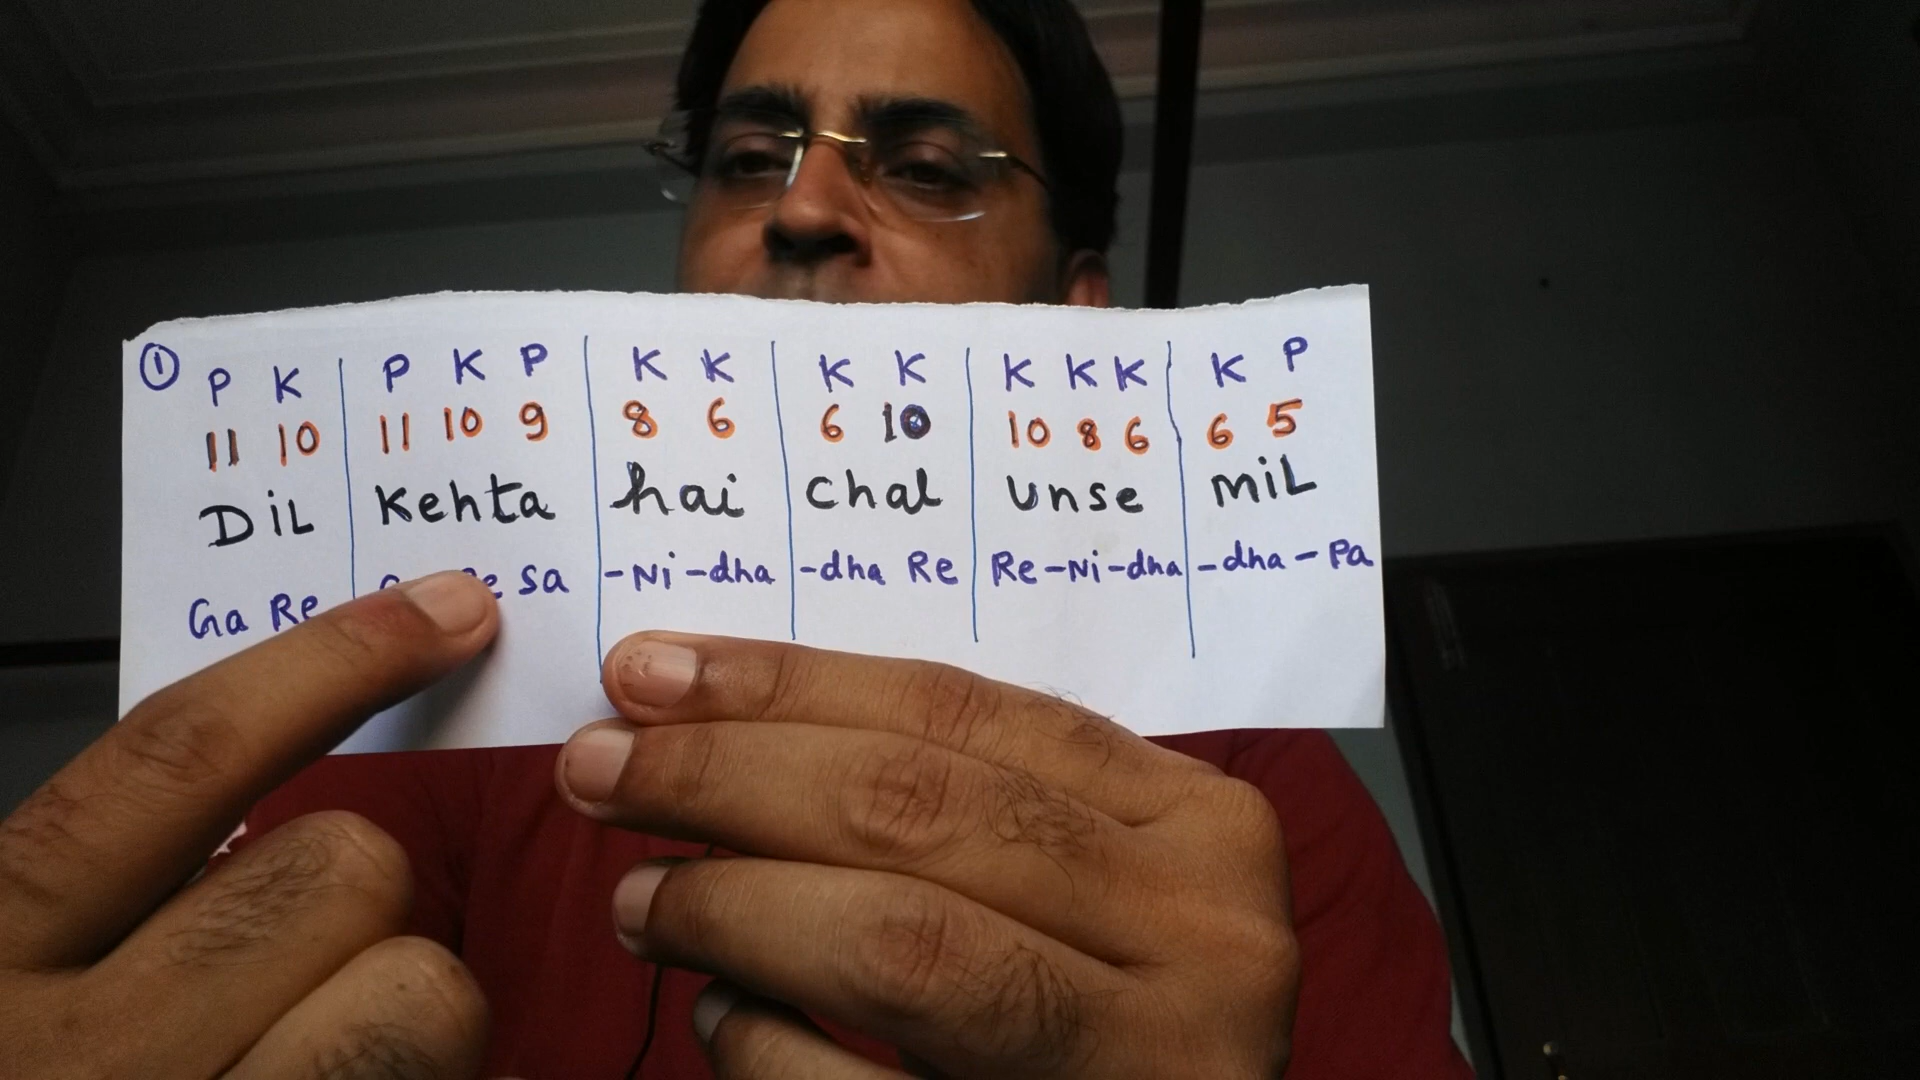 ① P K | P K P | K K | K K | K K K | K P
11 10 | 11 10 9 | 8 6 | 6 10 | 10 8 6 | 6 5
DiL | Kehta | hai | Chal | Unse | miL
Ga Re | Sa | -Ni -dha | -dha Re | Re -Ni -dha | -dha - Pa